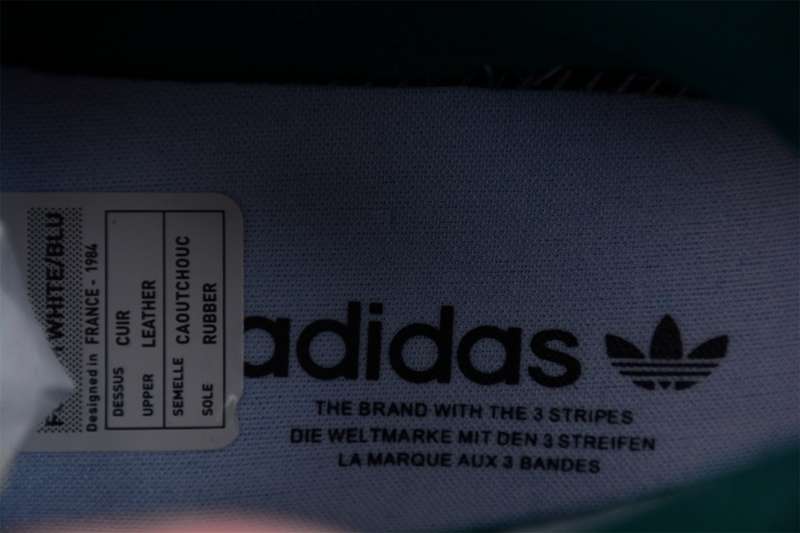 WHITE/BLU
Designed in FRANCE - 1984
DESSUS CUIR
UPPER LEATHER
SEMELLE CAOUTCHOUC
SOLE RUBBER
adidas
THE BRAND WITH THE 3 STRIPES
DIE WELTMARKE MIT DEN 3 STREIFEN
LA MARQUE AUX 3 BANDES